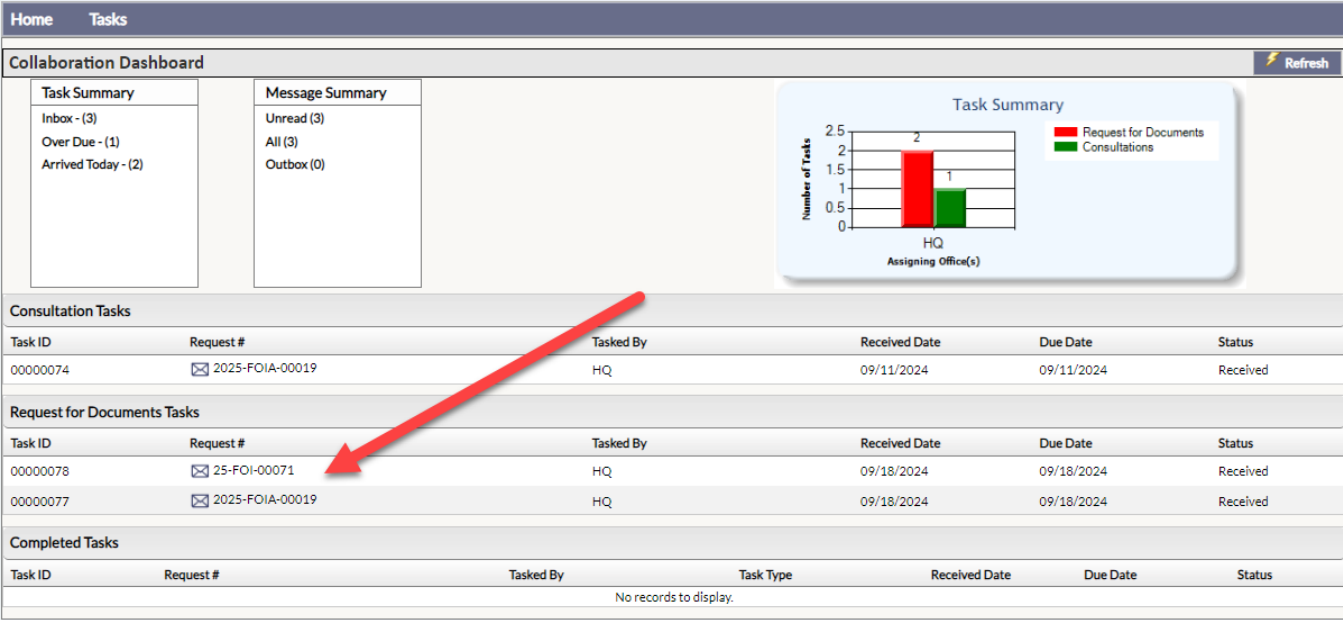 Home Tasks
Collaboration Dashboard Refresh
Task Summary
Inbox - (3)
Over Due - (1)
Arrived Today - (2)
Message Summary
Unread (3)
All (3)
Outbox (0)
Task Summary
Number of Tasks
2.5
2
1.5
1
0.5
0
2
1
HQ
Assigning Office(s)
Request for Documents
Consultations
Consultation Tasks
Task ID Request # Tasked By Received Date Due Date Status
00000074 2025-FOIA-00019 HQ 09/11/2024 09/11/2024 Received
Request for Documents Tasks
Task ID Request # Tasked By Received Date Due Date Status
00000078 25-FOI-00071 HQ 09/18/2024 09/18/2024 Received
00000077 2025-FOIA-00019 HQ 09/18/2024 09/18/2024 Received
Completed Tasks
Task ID Request # Tasked By Task Type Received Date Due Date Status
No records to display.